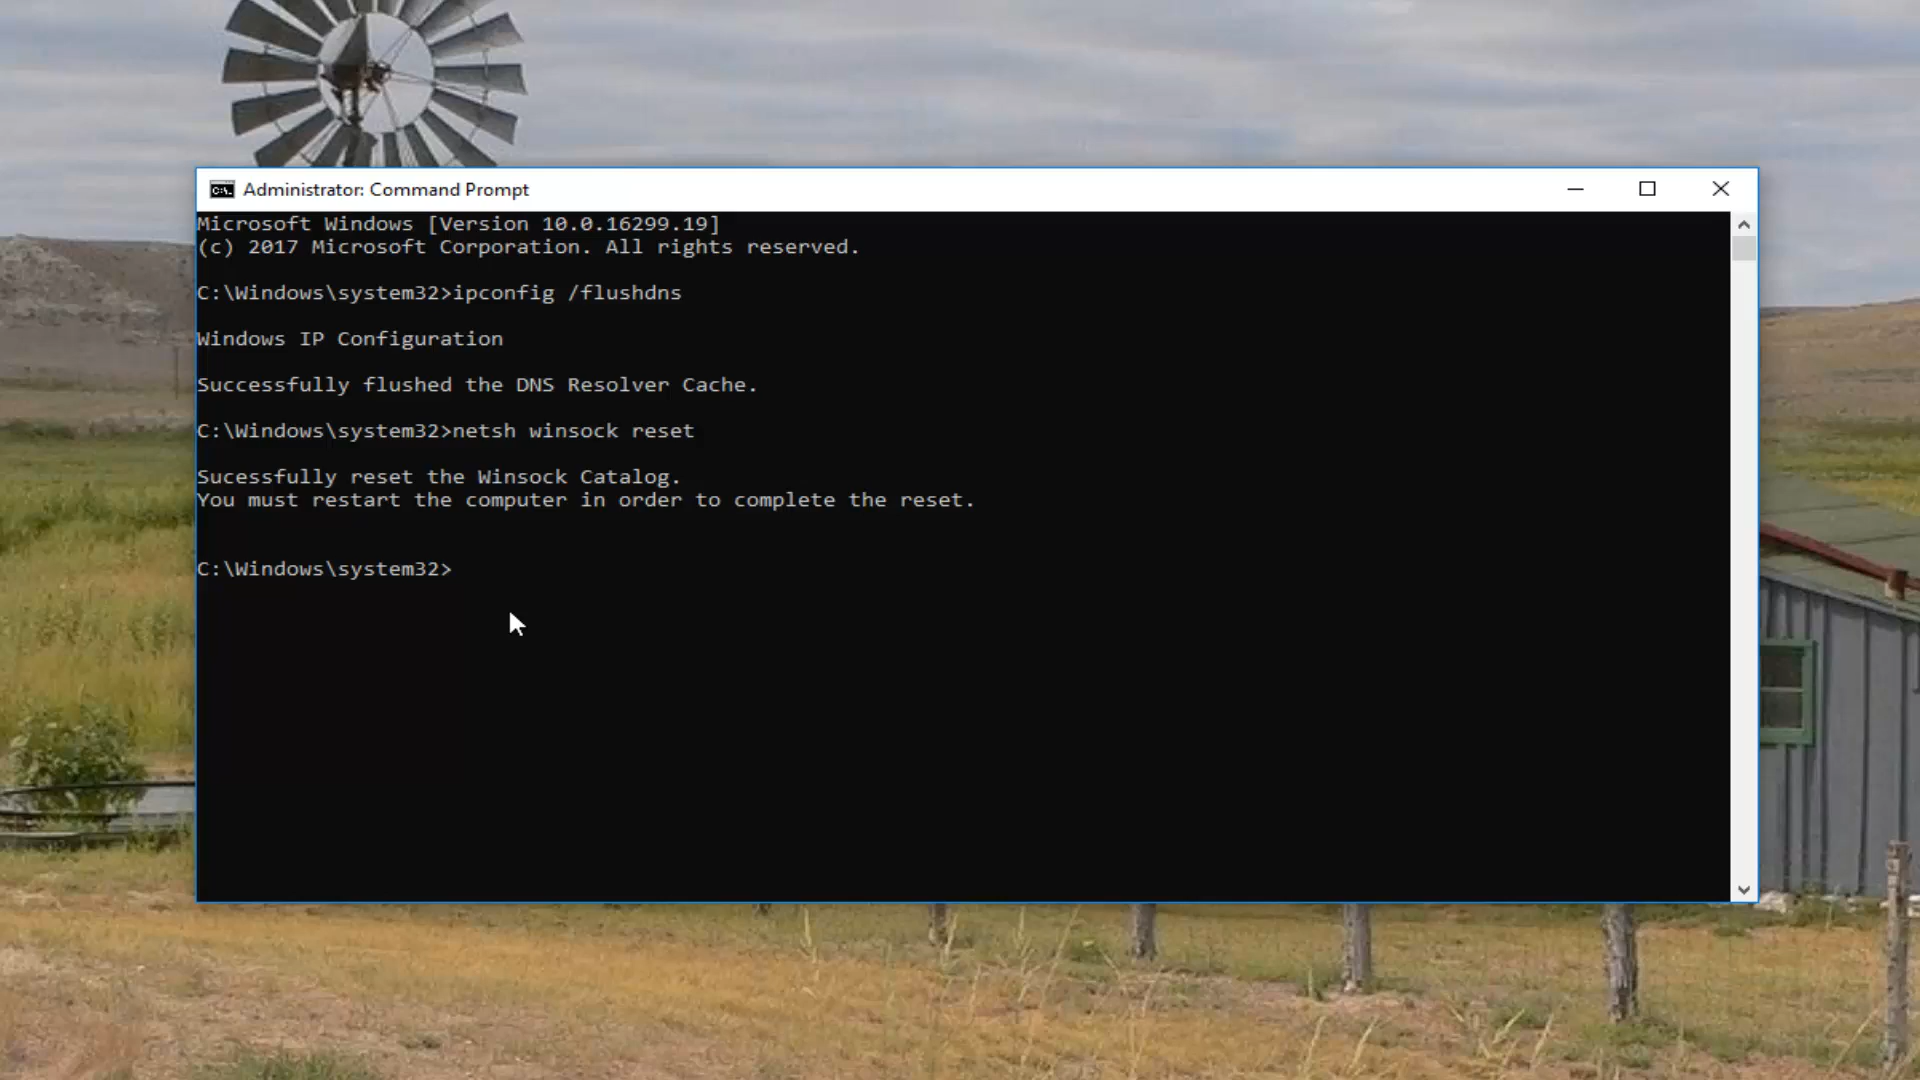 Administrator: Command Prompt
Microsoft Windows [Version 10.0.16299.19]
(c) 2017 Microsoft Corporation. All rights reserved.
C:\Windows\system32>ipconfig /flushdns
Windows IP Configuration
Successfully flushed the DNS Resolver Cache.
C:\Windows\system32>netsh winsock reset
Sucessfully reset the Winsock Catalog.
You must restart the computer in order to complete the reset.
C:\Windows\system32>